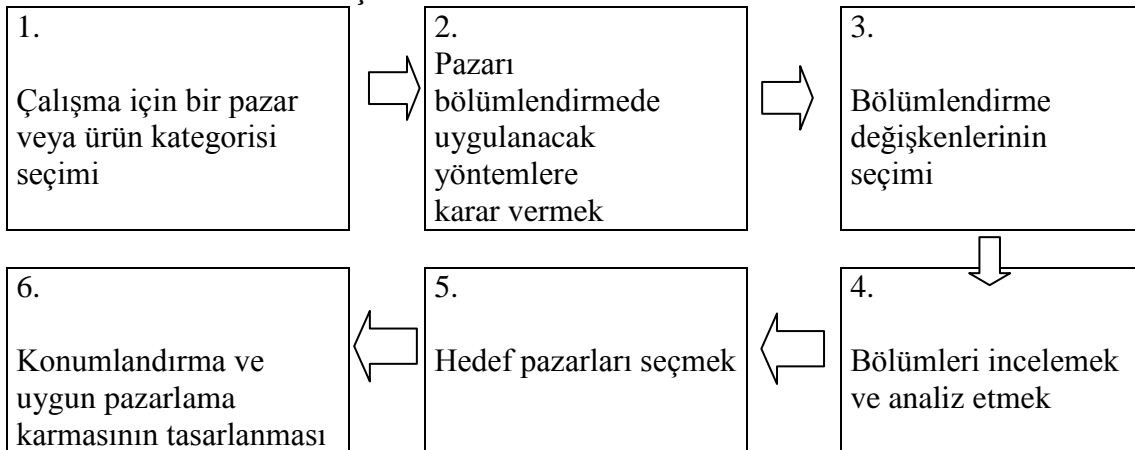 1.
Çalışma için bir pazar
veya ürün kategorisi
seçimi
2.
Pazarı
bölümlendirmede
uygulanacak
yöntemlere
karar vermek
3.
Bölümlendirme
değişkenlerinin
seçimi
4.
Bölümleri incelemek
ve analiz etmek
5.
Hedef pazarları seçmek
6.
Konumlandırma ve
uygun pazarlama
karmasının tasarlanması